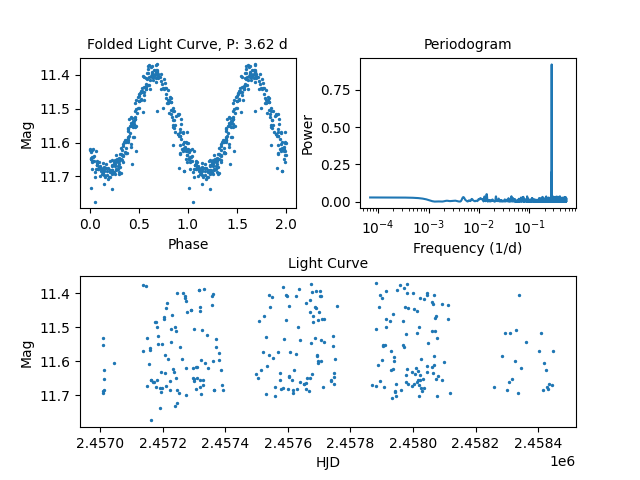 Folded Light Curve, P: 3.62 d
Mag
11.4
11.5
11.6
11.7
0.0 0.5 1.0 1.5 2.0
Phase
Periodogram
Power
0.75
0.50
0.25
0.00
10⁻⁴ 10⁻³ 10⁻² 10⁻¹
Frequency (1/d)
Light Curve
Mag
11.4
11.5
11.6
11.7
2.4570 2.4572 2.4574 2.4576 2.4578 2.4580 2.4582 2.4584
HJD
1e6